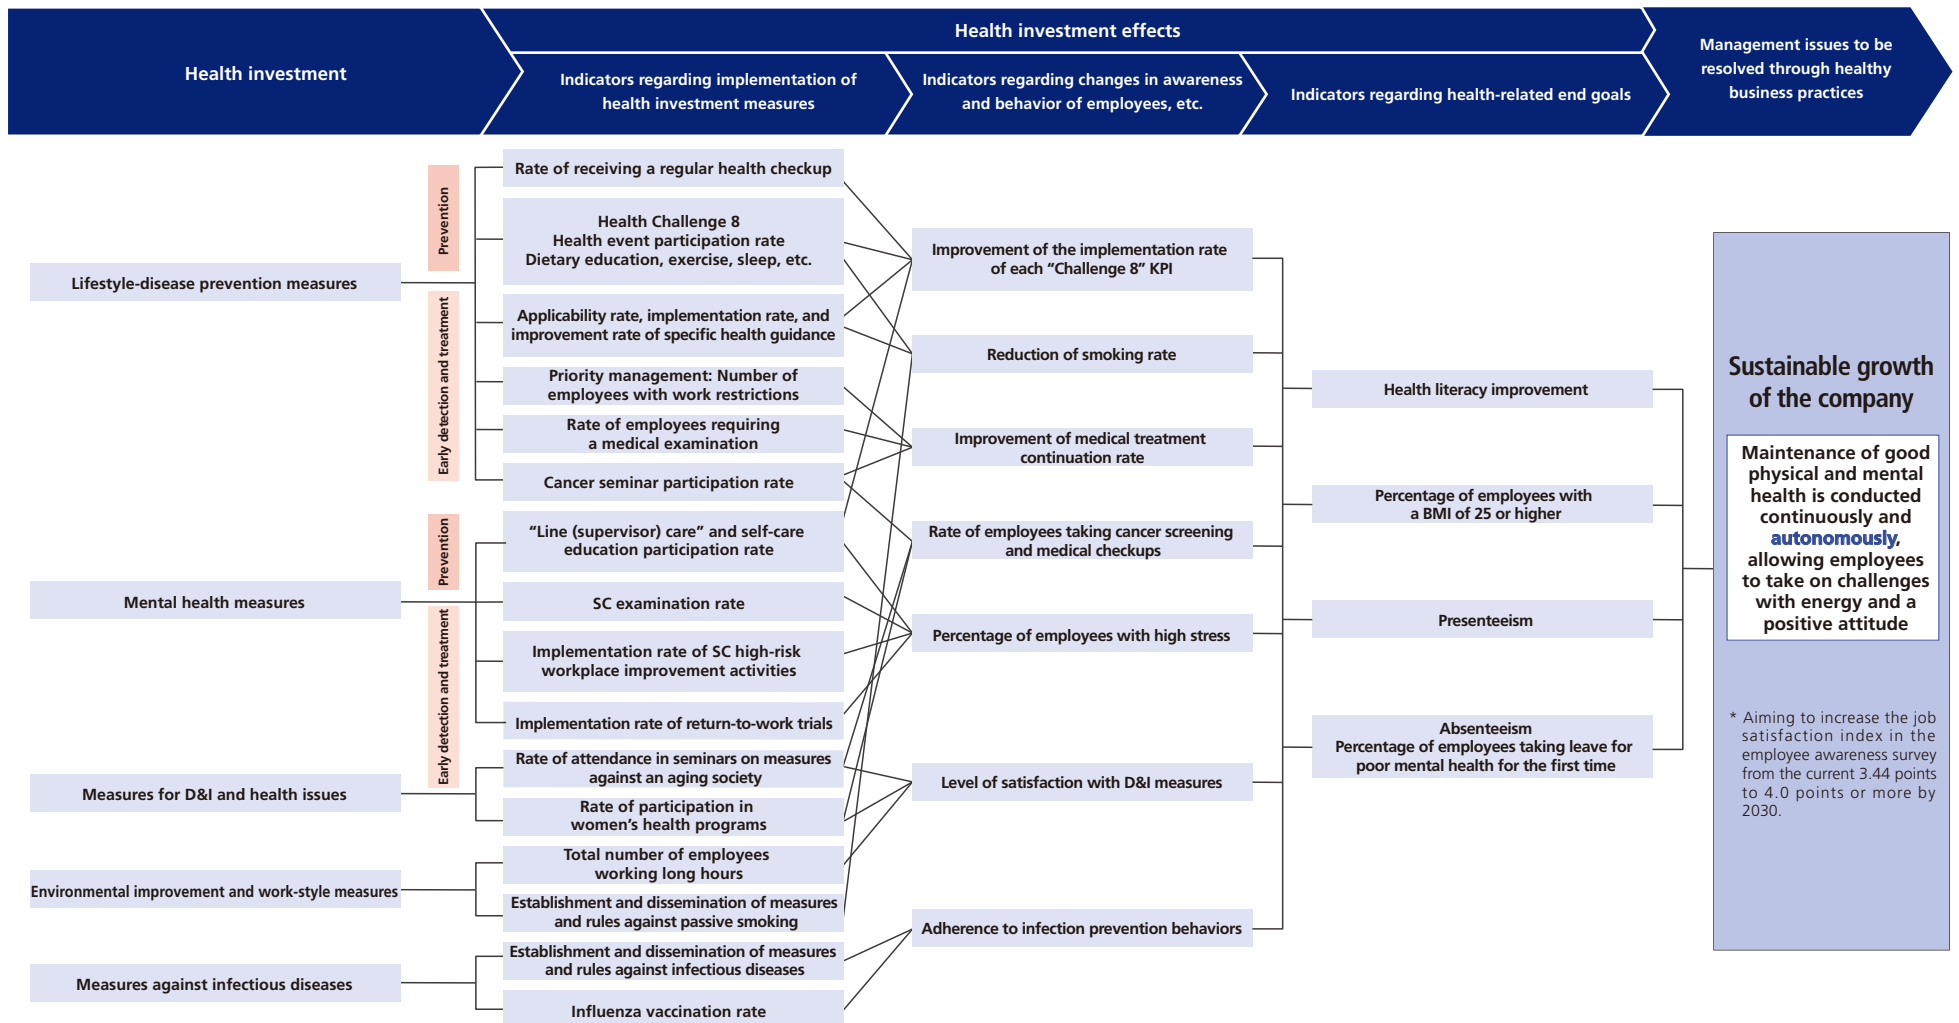 Health investment
Health investment effects
Indicators regarding implementation of
health investment measures
Indicators regarding changes in awareness
and behavior of employees, etc.
Indicators regarding health-related end goals
Management issues to be
resolved through healthy
business practices
Lifestyle-disease prevention measures
Mental health measures
Measures for D&I and health issues
Environmental improvement and work-style measures
Measures against infectious diseases
Prevention
Early detection and treatment
Prevention
Early detection and treatment
Rate of receiving a regular health checkup
Health Challenge 8
Health event participation rate
Dietary education, exercise, sleep, etc.
Applicability rate, implementation rate, and
improvement rate of specific health guidance
Priority management: Number of
employees with work restrictions
Rate of employees requiring
a medical examination
Cancer seminar participation rate
“Line (supervisor) care” and self-care
education participation rate
SC examination rate
Implementation rate of SC high-risk
workplace improvement activities
Implementation rate of return-to-work trials
Rate of attendance in seminars on measures
against an aging society
Rate of participation in
women’s health programs
Total number of employees
working long hours
Establishment and dissemination of measures
and rules against passive smoking
Establishment and dissemination of measures
and rules against infectious diseases
Influenza vaccination rate
Improvement of the implementation rate
of each “Challenge 8” KPI
Reduction of smoking rate
Improvement of medical treatment
continuation rate
Rate of employees taking cancer screening
and medical checkups
Percentage of employees with high stress
Level of satisfaction with D&I measures
Adherence to infection prevention behaviors
Health literacy improvement
Percentage of employees with
a BMI of 25 or higher
Presenteeism
Absenteeism
Percentage of employees taking leave for
poor mental health for the first time
Sustainable growth
of the company
Maintenance of good
physical and mental
health is conducted
continuously and
autonomously,
allowing employees
to take on challenges
with energy and a
positive attitude
* Aiming to increase the job
satisfaction index in the
employee awareness survey
from the current 3.44 points
to 4.0 points or more by
2030.